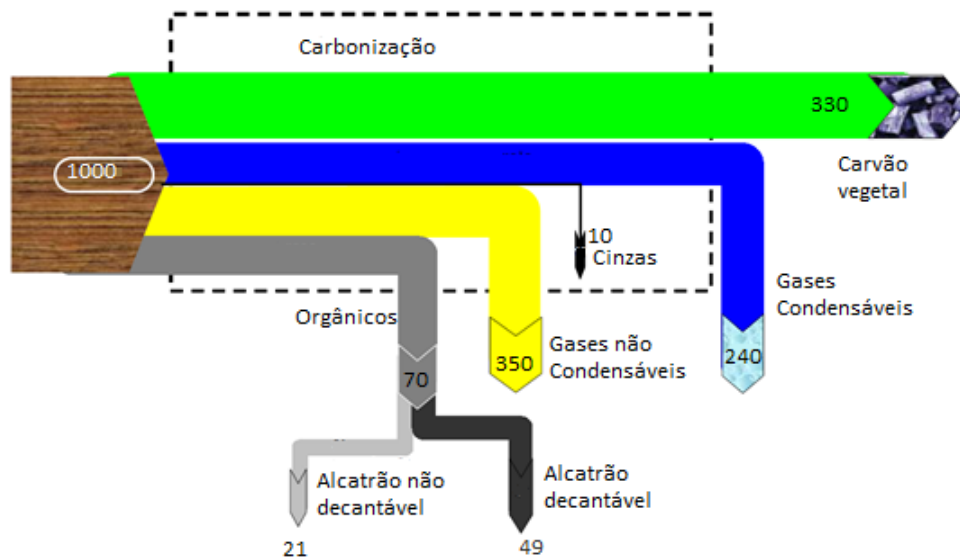 Carbonização
330
1000
Carvão
vegetal
10
Cinzas
Gases
Condensáveis
Orgânicos
Gases não
Condensáveis
350
240
70
Alcatrão não
decantável
Alcatrão
decantável
21
49